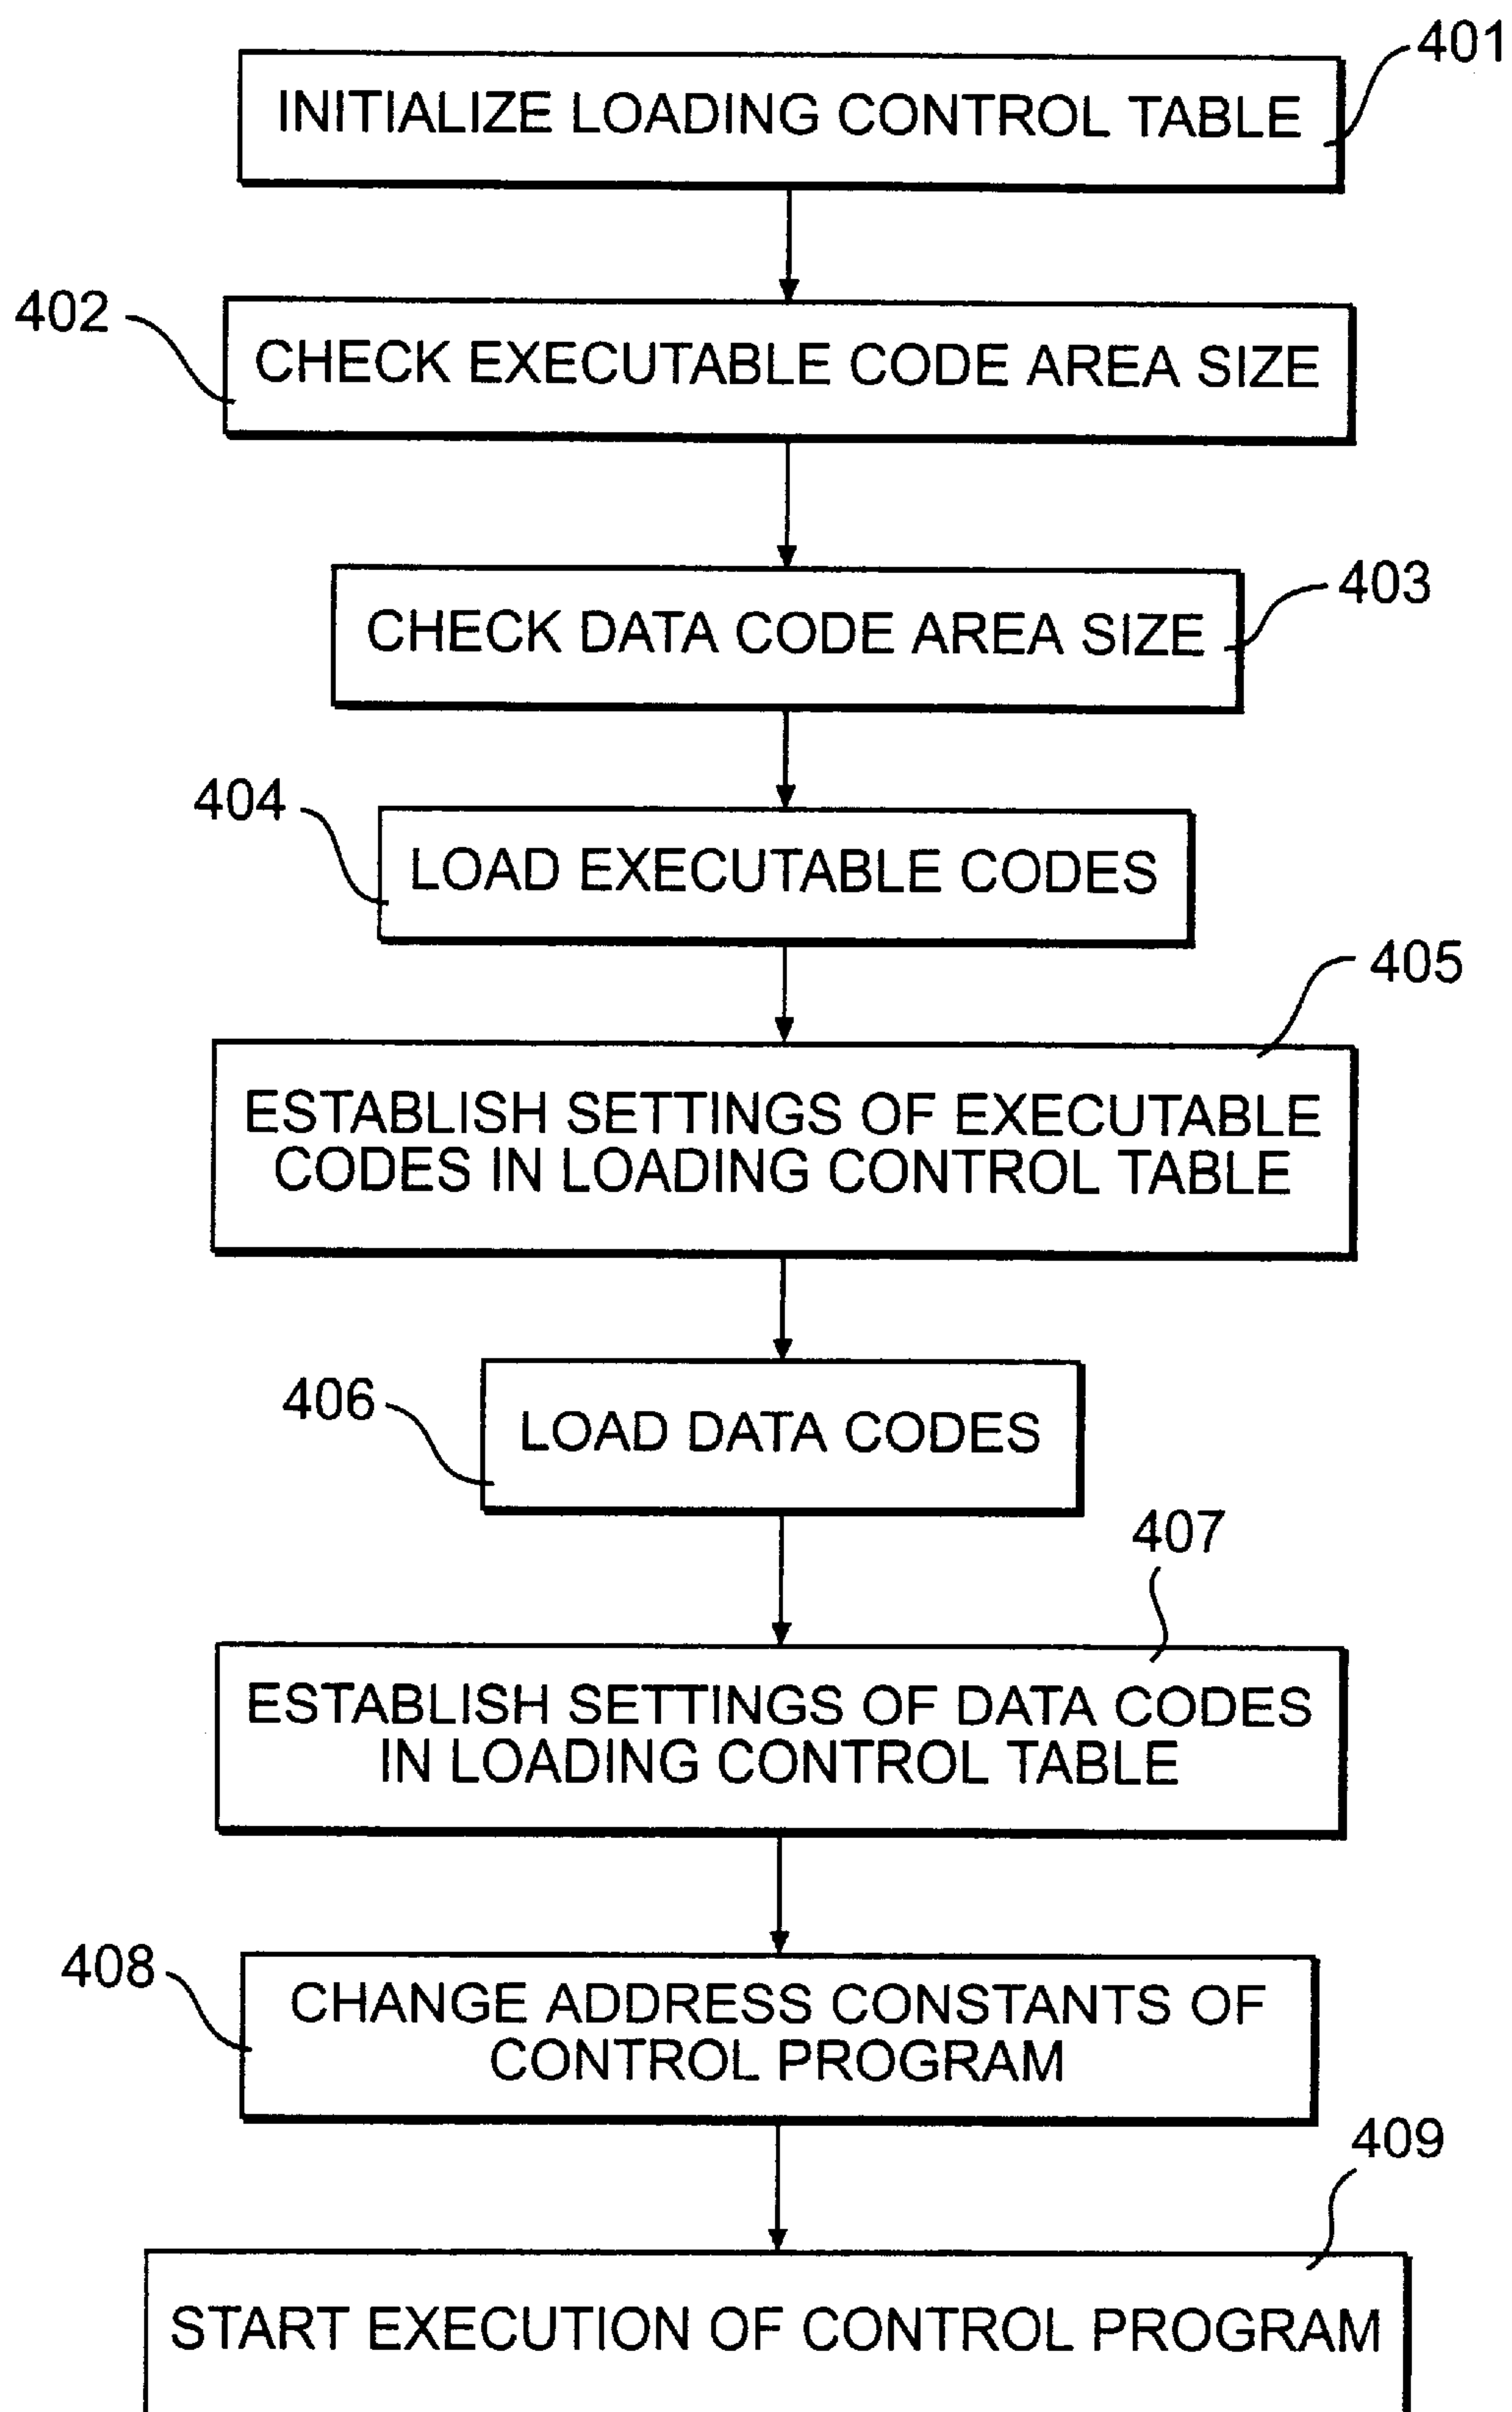 401
INITIALIZE LOADING CONTROL TABLE
402
CHECK EXECUTABLE CODE AREA SIZE
403
CHECK DATA CODE AREA SIZE
404
LOAD EXECUTABLE CODES
405
ESTABLISH SETTINGS OF EXECUTABLE
CODES IN LOADING CONTROL TABLE
406
LOAD DATA CODES
407
ESTABLISH SETTINGS OF DATA CODES
IN LOADING CONTROL TABLE
408
CHANGE ADDRESS CONSTANTS OF
CONTROL PROGRAM
409
START EXECUTION OF CONTROL PROGRAM